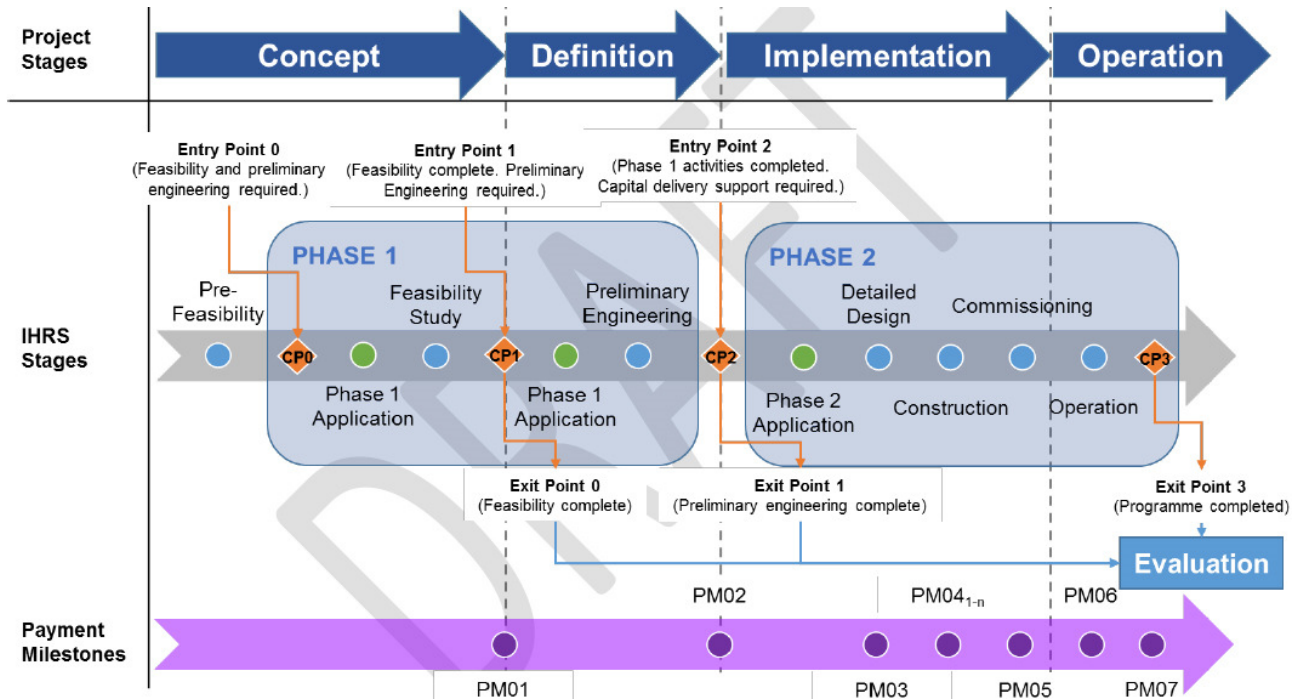 Project
Stages
Concept
Definition
Implementation
Operation
Entry Point 0
(Feasibility and preliminary
engineering required.)
Entry Point 1
(Feasibility complete. Preliminary
Engineering required.)
Entry Point 2
(Phase 1 activities completed.
Capital delivery support required.)
PHASE 1
PHASE 2
Pre-
Feasibility
Feasibility
Study
Preliminary
Engineering
Detailed
Design
Commissioning
IHRS
Stages
CP0
CP1
CP2
CP3
Phase 1
Application
Phase 1
Application
Phase 2
Application
Construction
Operation
Exit Point 0
(Feasibility complete)
Exit Point 1
(Preliminary engineering complete)
Exit Point 3
(Programme completed)
Evaluation
PM02
PM04₁₋ₙ
PM06
Payment
Milestones
PM01
PM03
PM05
PM07
DRAFT